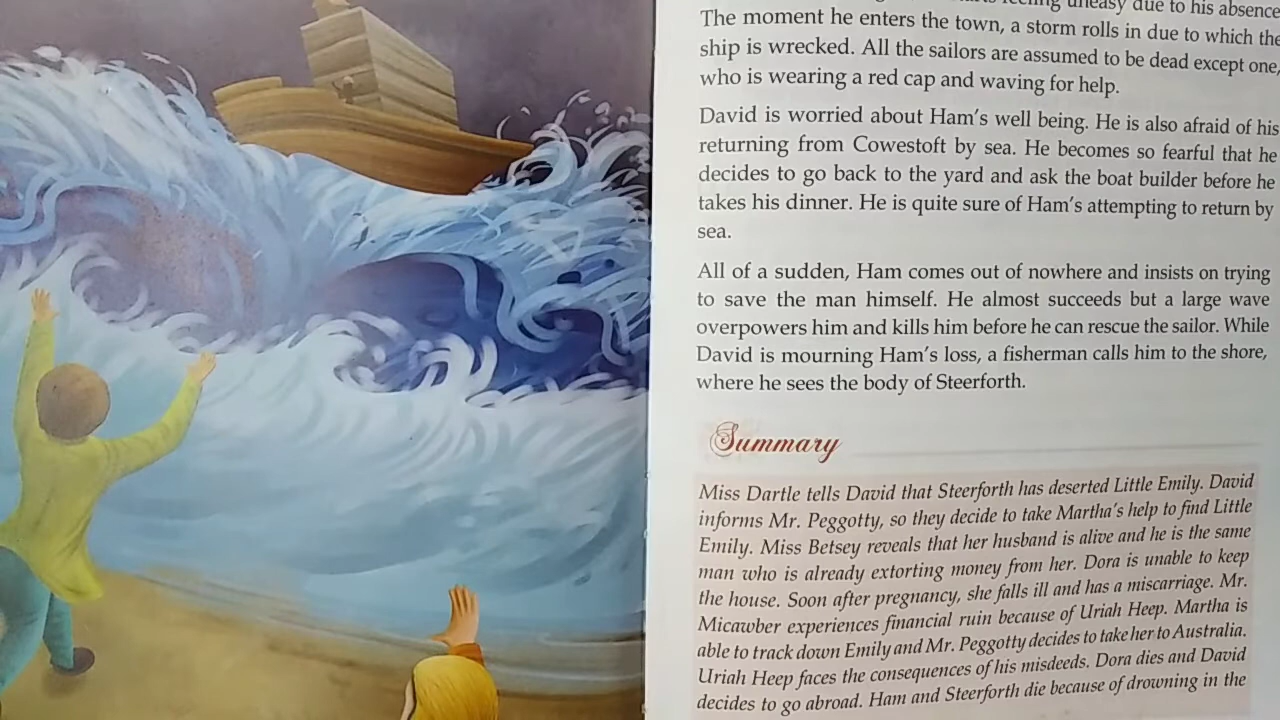 feeling uneasy due to his absence
The moment he enters the town, a storm rolls in due to which the
ship is wrecked. All the sailors are assumed to be dead except one,
who is wearing a red cap and waving for help.
David is worried about Ham's well being. He is also afraid of his
returning from Cowestoft by sea. He becomes so fearful that he
decides to go back to the yard and ask the boat builder before he
takes his dinner. He is quite sure of Ham's attempting to return by
sea.
All of a sudden, Ham comes out of nowhere and insists on trying
to save the man himself. He almost succeeds but a large wave
overpowers him and kills him before he can rescue the sailor. While
David is mourning Ham's loss, a fisherman calls him to the shore,
where he sees the body of Steerforth.
Summary
Miss Dartle tells David that Steerforth has deserted Little Emily. David
informs Mr. Peggotty, so they decide to take Martha's help to find Little
Emily. Miss Betsey reveals that her husband is alive and he is the same
man who is already extorting money from her. Dora is unable to keep
the house. Soon after pregnancy, she falls ill and has a miscarriage. Mr.
Micawber experiences financial ruin because of Uriah Heep. Martha is
able to track down Emily and Mr. Peggotty decides to take her to Australia.
Uriah Heep faces the consequences of his misdeeds. Dora dies and David
decides to go abroad. Ham and Steerforth die because of drowning in the